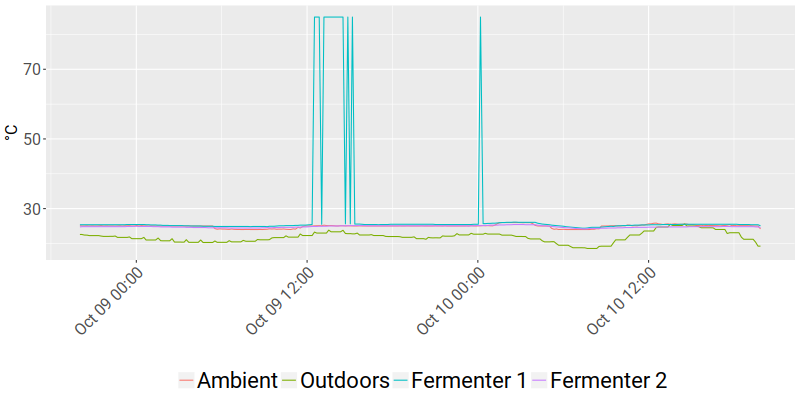 70
50
30
°C
Oct 09 00:00
Oct 09 12:00
Oct 10 00:00
Oct 10 12:00
Ambient Outdoors Fermenter 1 Fermenter 2